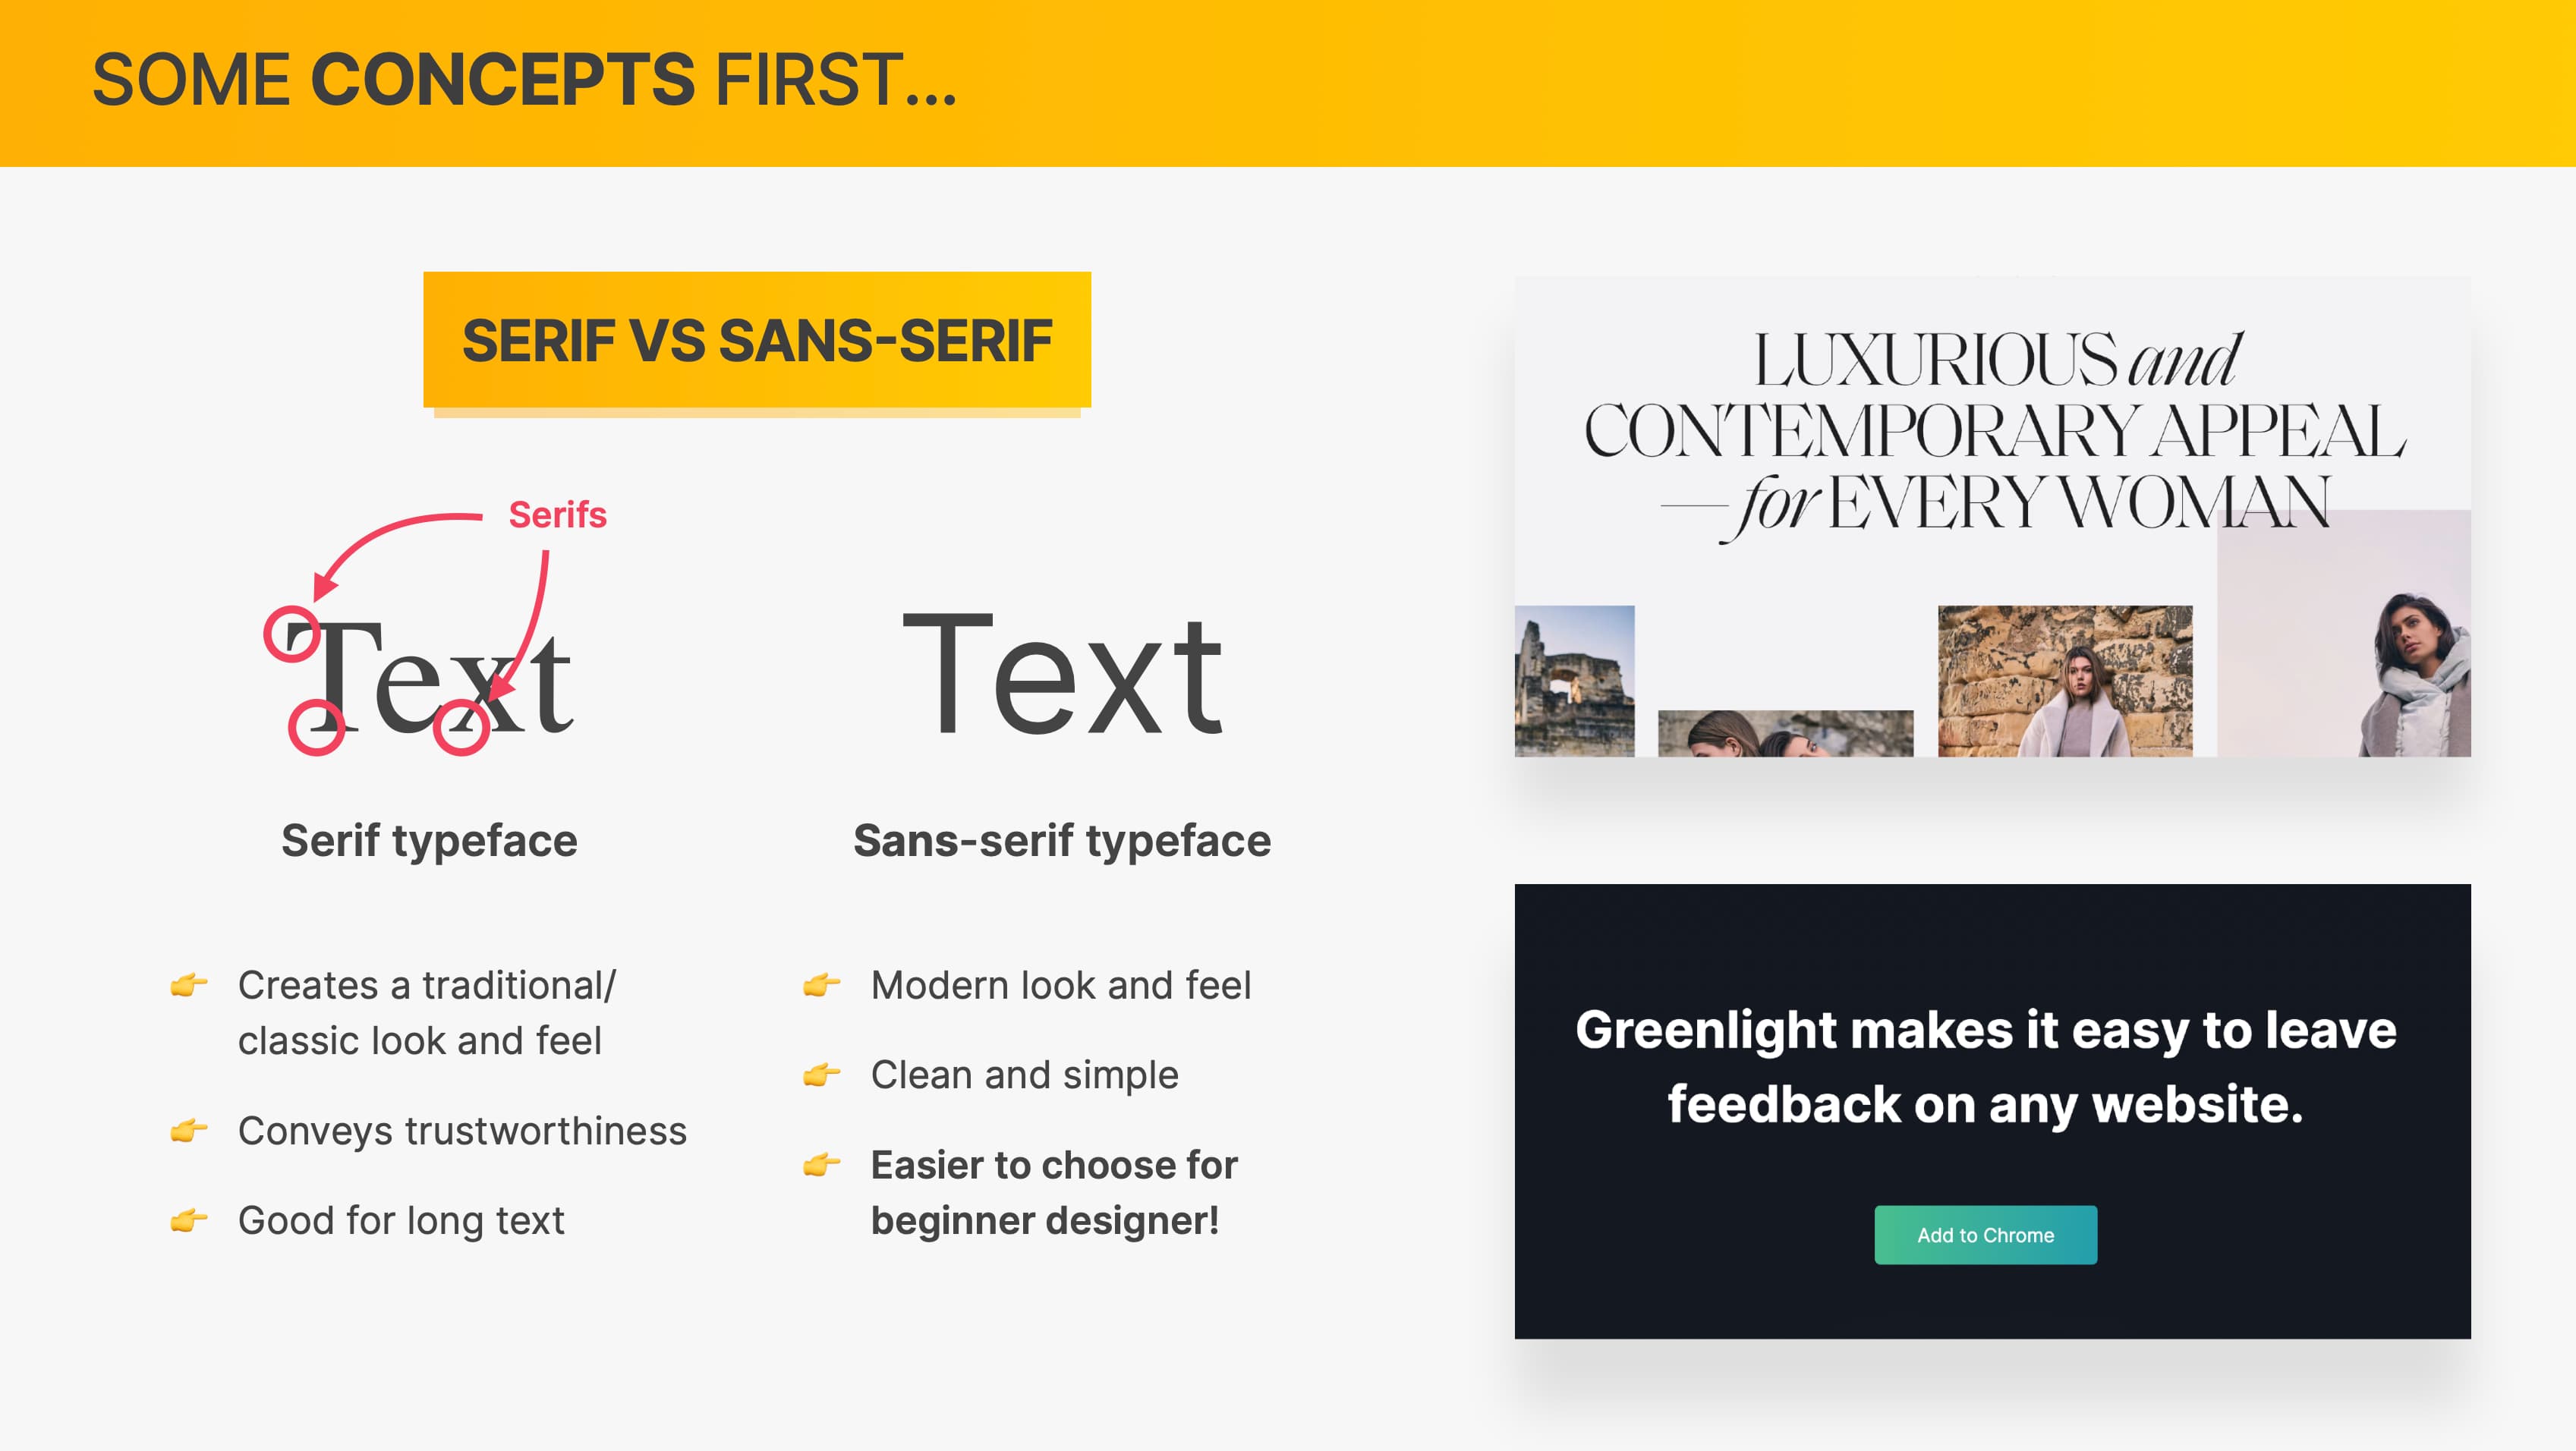 SOME CONCEPTS FIRST...
SERIF VS SANS-SERIF
Serifs
Text
Serif typeface
👉 Creates a traditional/
classic look and feel
👉 Conveys trustworthiness
👉 Good for long text
Text
Sans-serif typeface
👉 Modern look and feel
👉 Clean and simple
👉 Easier to choose for
beginner designer!
LUXURIOUS and
CONTEMPORARY APPEAL
— for EVERY WOMAN
Greenlight makes it easy to leave
feedback on any website.
Add to Chrome